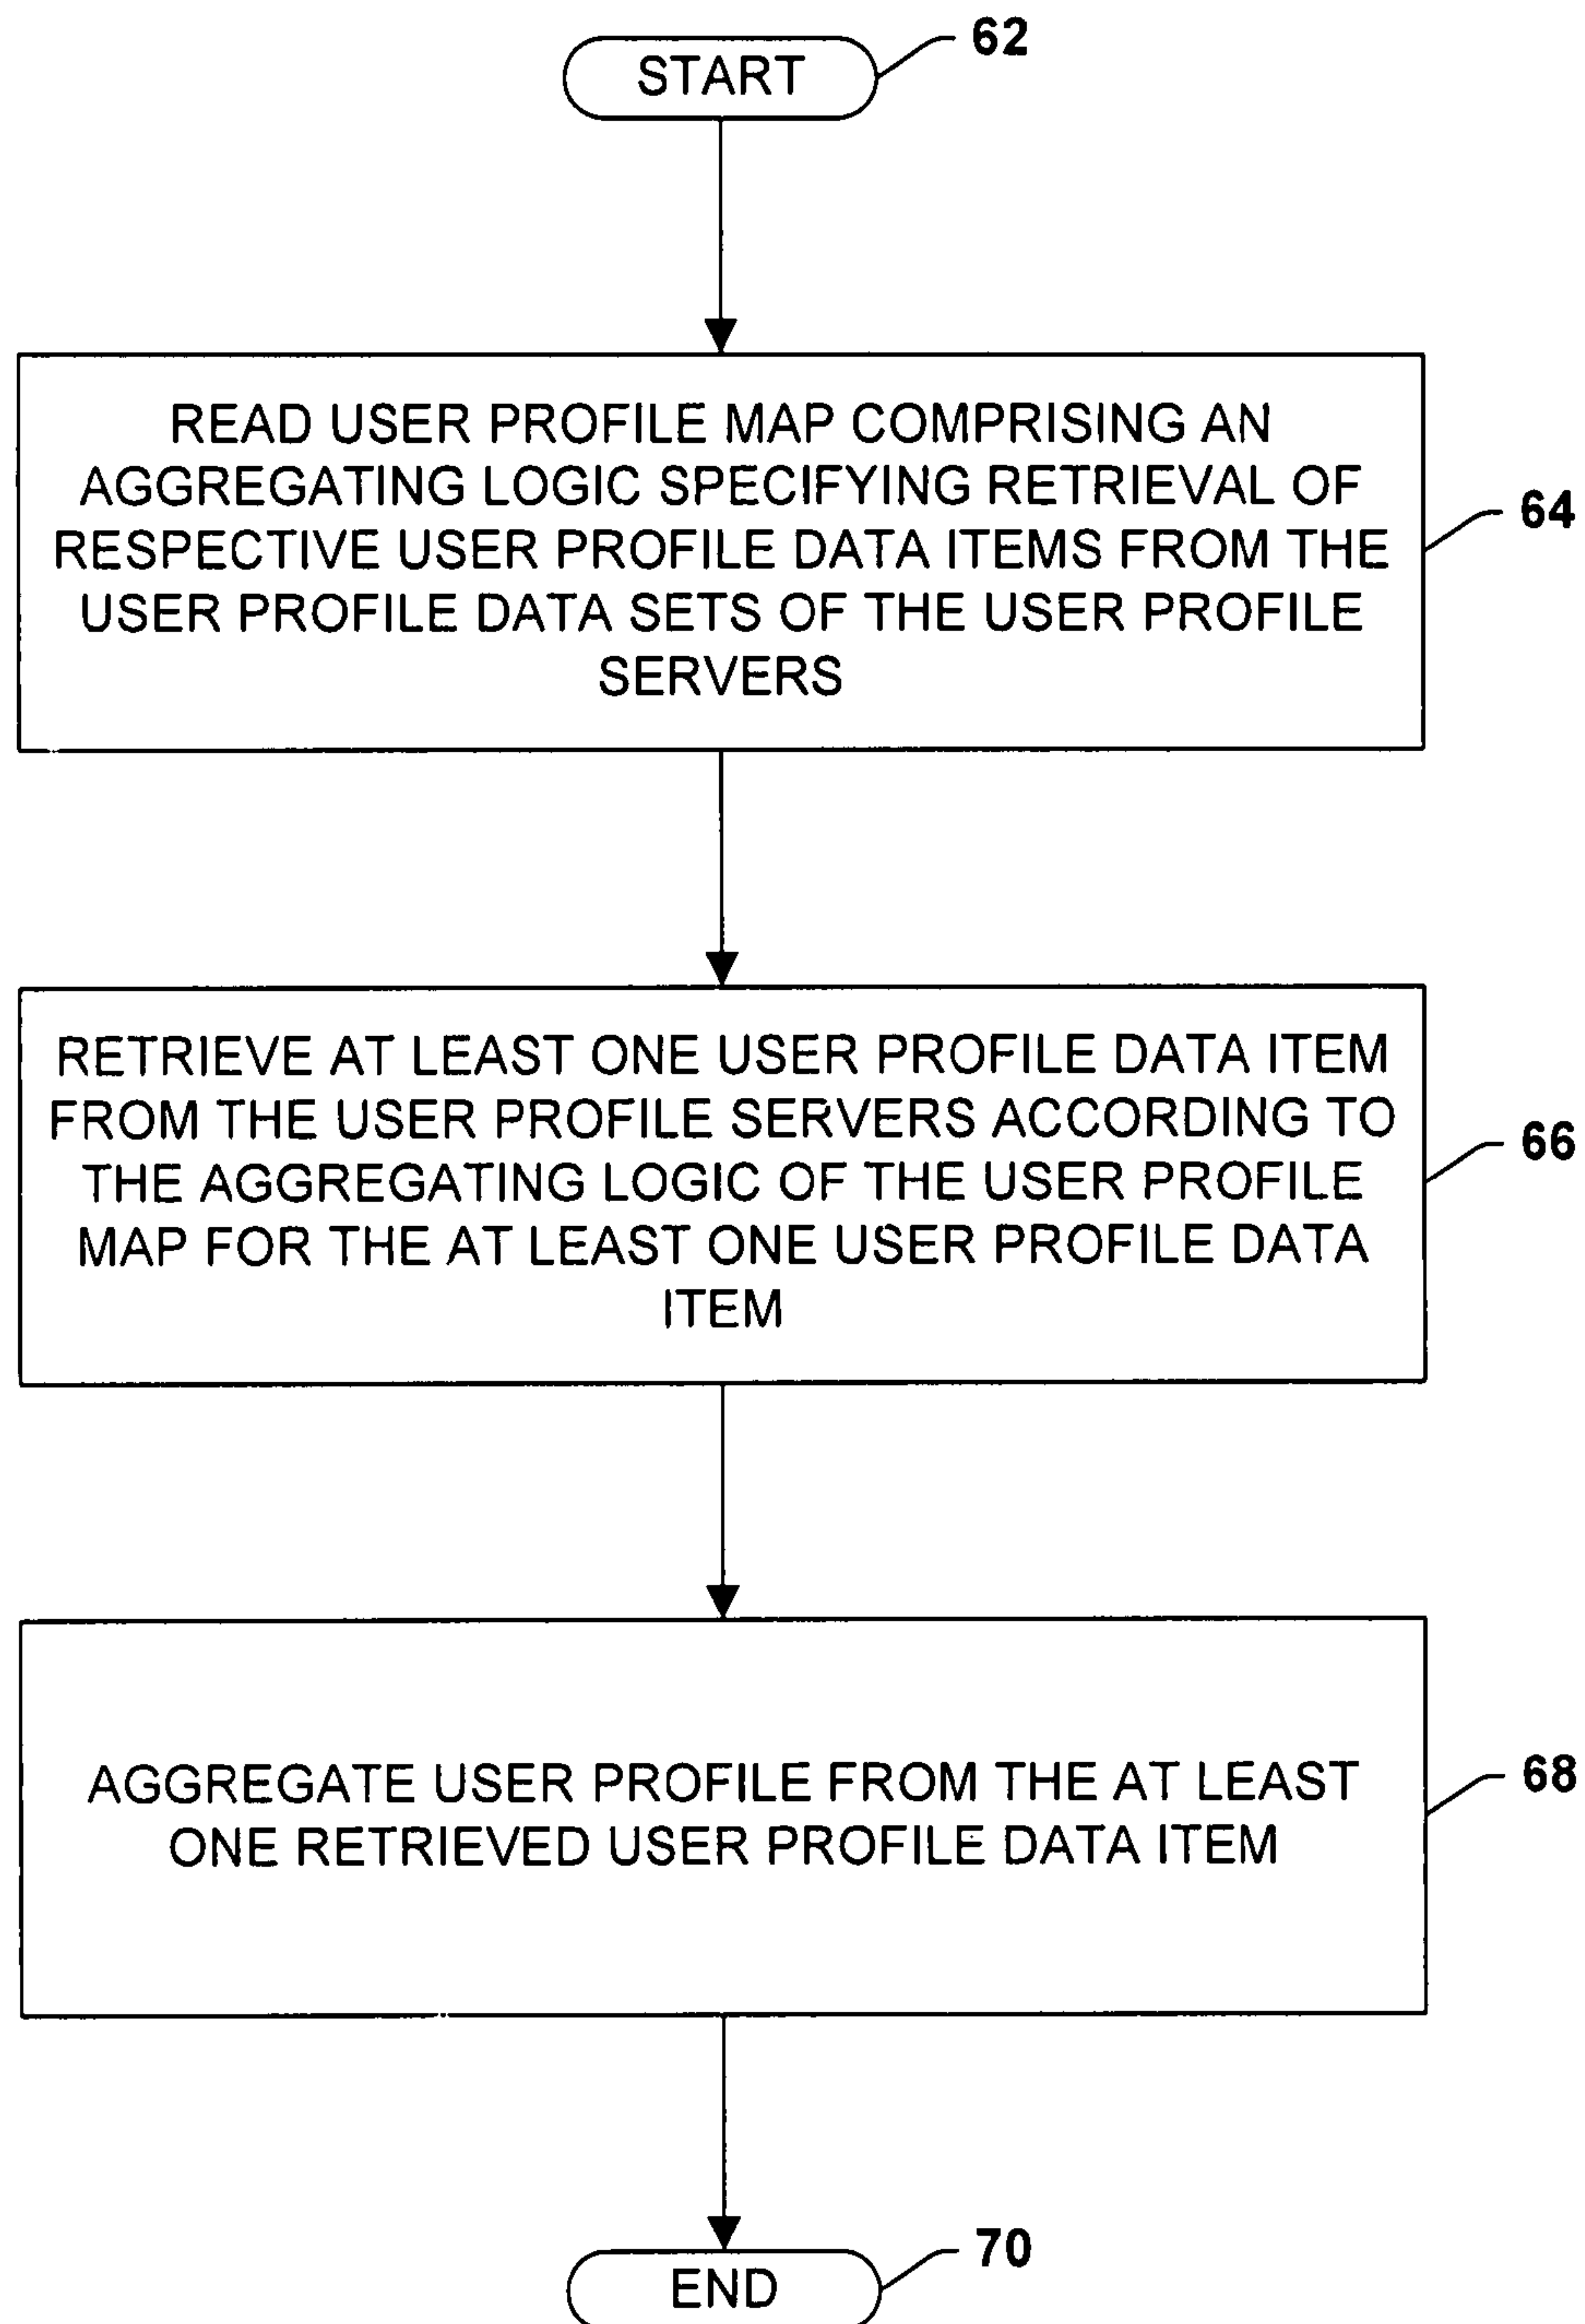 START
62
READ USER PROFILE MAP COMPRISING AN
AGGREGATING LOGIC SPECIFYING RETRIEVAL OF
RESPECTIVE USER PROFILE DATA ITEMS FROM THE
USER PROFILE DATA SETS OF THE USER PROFILE
SERVERS
64
RETRIEVE AT LEAST ONE USER PROFILE DATA ITEM
FROM THE USER PROFILE SERVERS ACCORDING TO
THE AGGREGATING LOGIC OF THE USER PROFILE
MAP FOR THE AT LEAST ONE USER PROFILE DATA
ITEM
66
AGGREGATE USER PROFILE FROM THE AT LEAST
ONE RETRIEVED USER PROFILE DATA ITEM
68
END
70